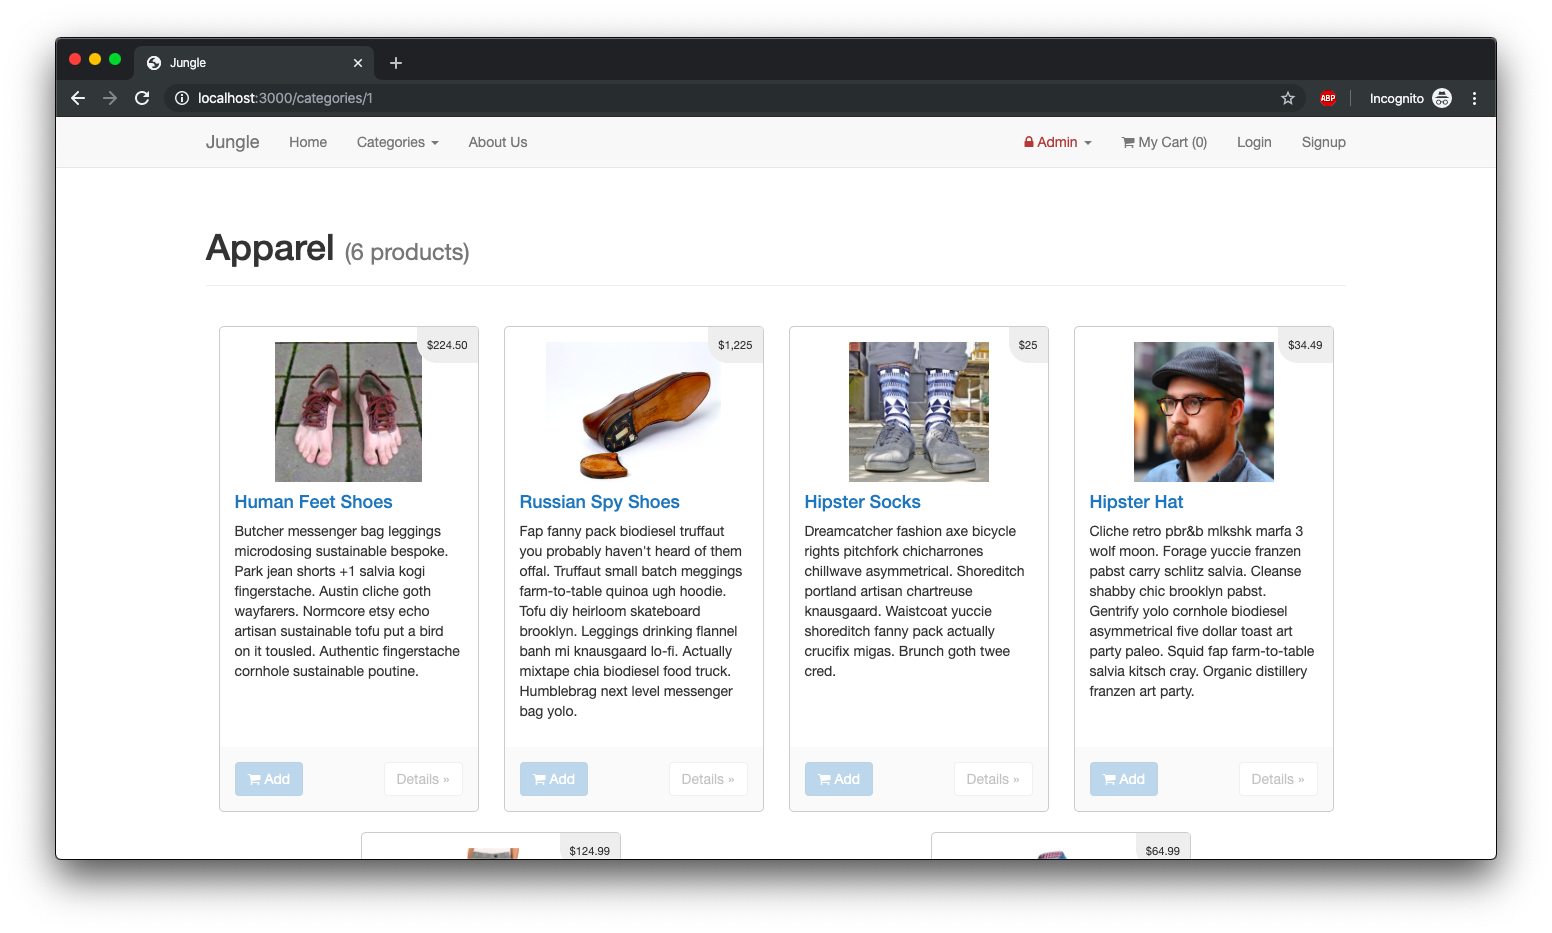 Jungle
localhost:3000/categories/1
ABP
Incognito
Jungle Home Categories About Us Admin My Cart (0) Login Signup
Apparel (6 products)
$224.50
Human Feet Shoes
Butcher messenger bag leggings
microdosing sustainable bespoke.
Park jean shorts +1 salvia kogi
fingerstache. Austin cliche goth
wayfarers. Normcore etsy echo
artisan sustainable tofu put a bird
on it tousled. Authentic fingerstache
cornhole sustainable poutine.
Add Details »
$1,225
Russian Spy Shoes
Fap fanny pack biodiesel truffaut
you probably haven't heard of them
offal. Truffaut small batch meggings
farm-to-table quinoa ugh hoodie.
Tofu diy heirloom skateboard
brooklyn. Leggings drinking flannel
banh mi knausgaard lo-fi. Actually
mixtape chia biodiesel food truck.
Humblebrag next level messenger
bag yolo.
Add Details »
$25
Hipster Socks
Dreamcatcher fashion axe bicycle
rights pitchfork chicharrones
chillwave asymmetrical. Shoreditch
portland artisan chartreuse
knausgaard. Waistcoat yuccie
shoreditch fanny pack actually
crucifix migas. Brunch goth twee
cred.
Add Details »
$34.49
Hipster Hat
Cliche retro pbr&b mlkshk marfa 3
wolf moon. Forage yuccie franzen
pabst carry schlitz salvia. Cleanse
shabby chic brooklyn pabst.
Gentrify yolo cornhole biodiesel
asymmetrical five dollar toast art
party paleo. Squid fap farm-to-table
salvia kitsch cray. Organic distillery
franzen art party.
Add Details »
$124.99
$64.99